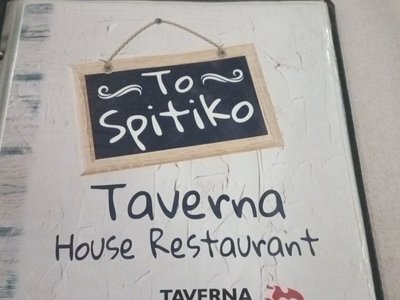 To
Spitiko
Taverna
House Restaurant
TAVERNA